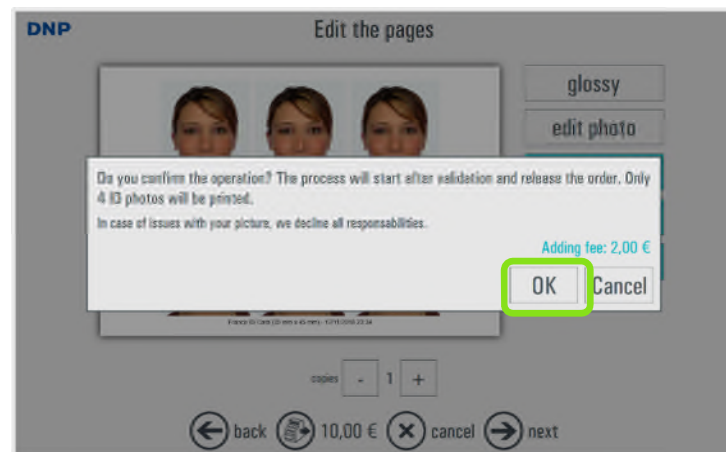 DNP
Edit the pages
glossy
edit photo
Do you confirm the operation? The process will start after validation and release the order. Only
4 ID photos will be printed.
In case of issues with your picture, we decline all responsabilities.
Adding fee: 2,00 €
OK
Cancel
copies - 1 +
back 10,00 € cancel next